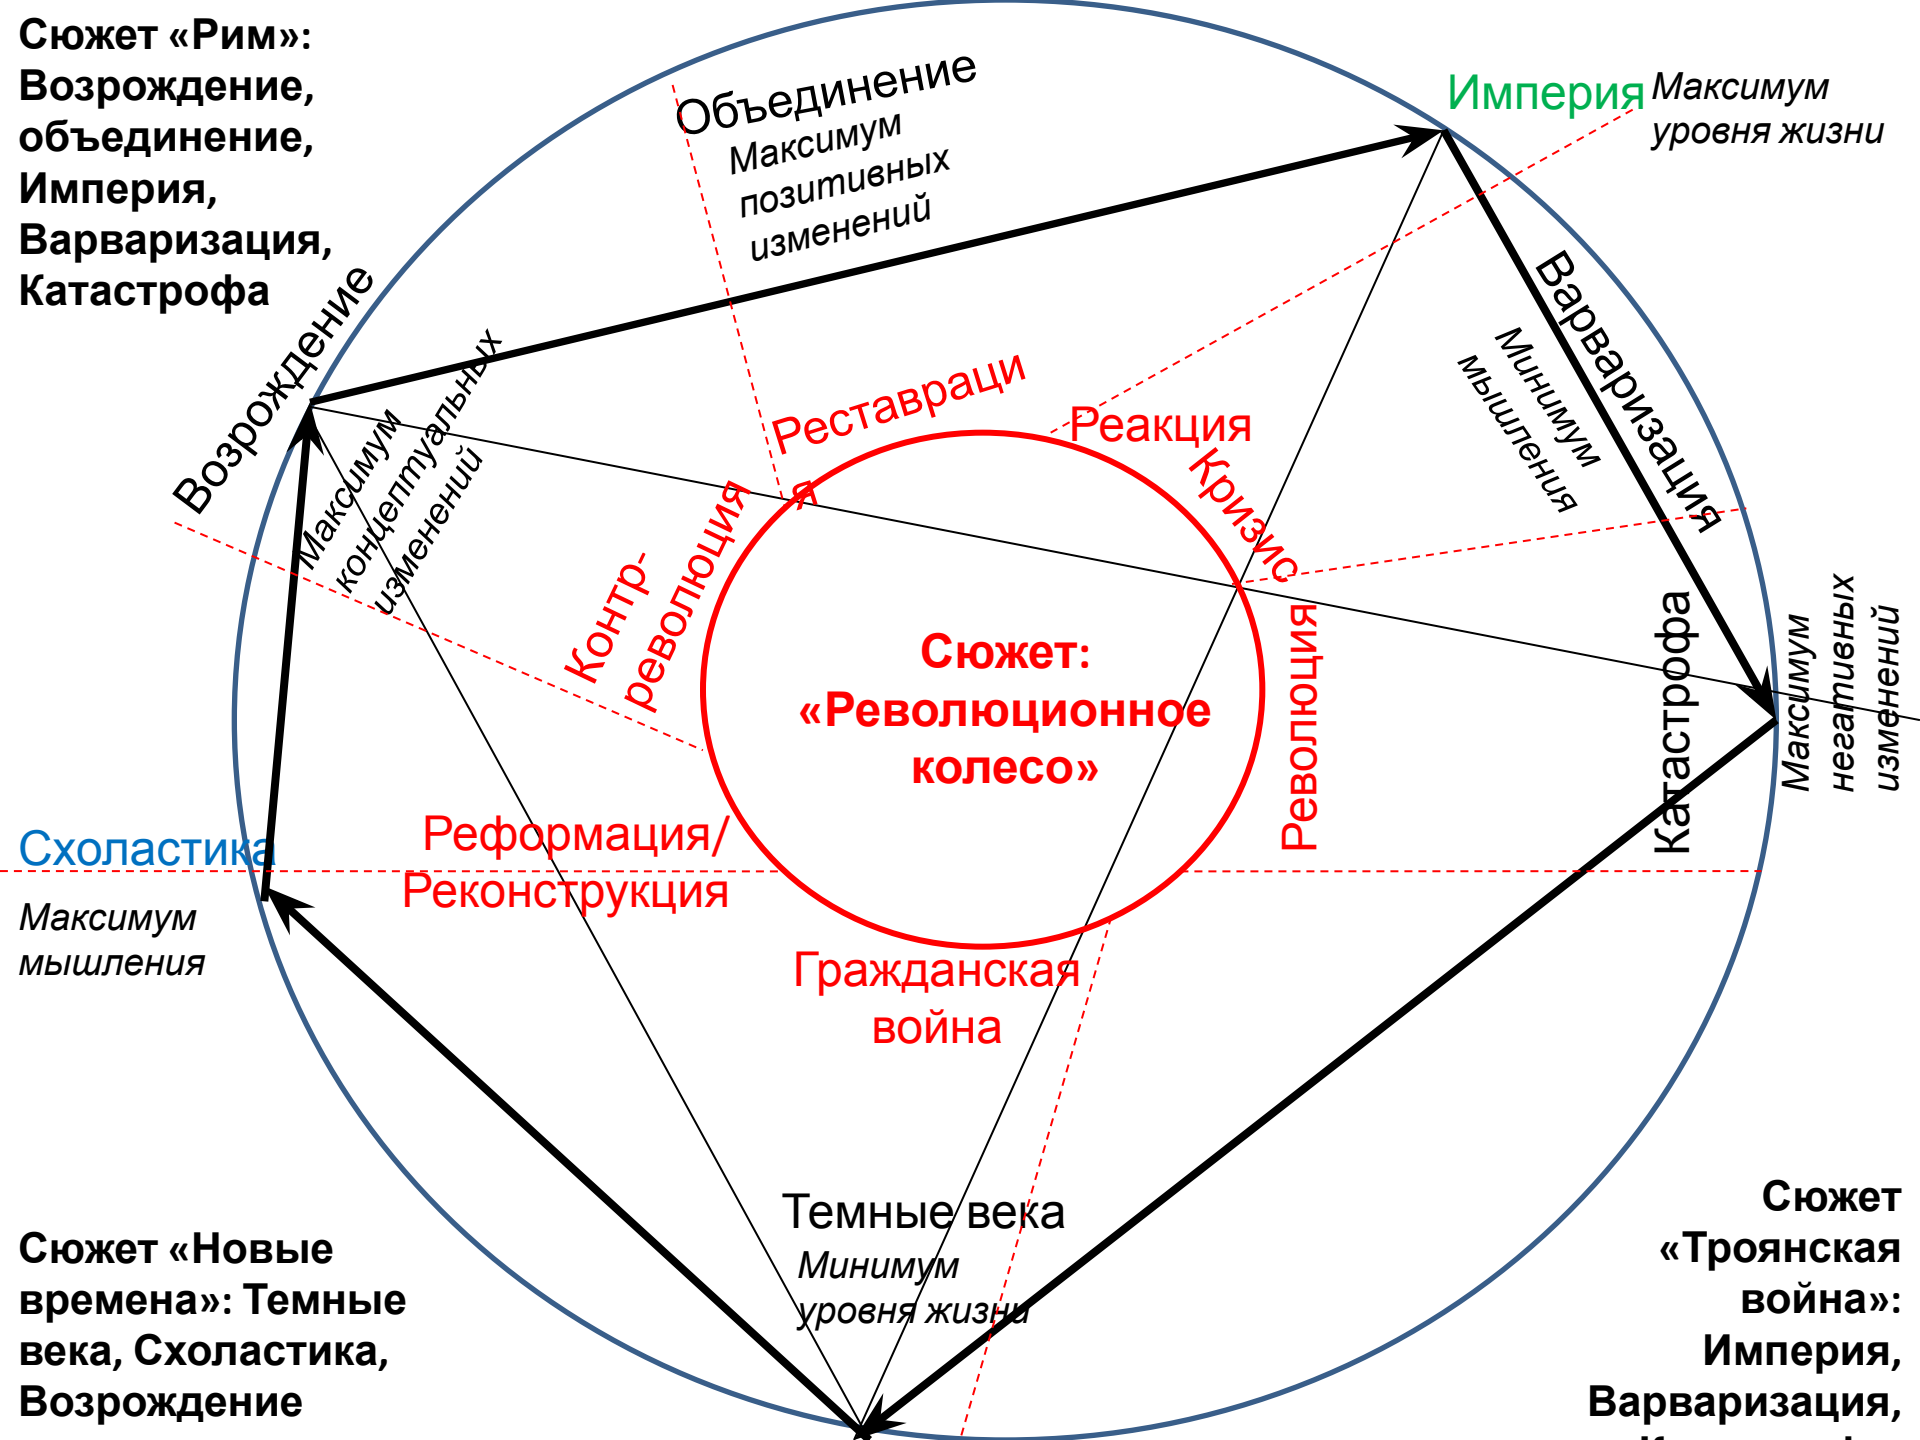 Сюжет «Рим»:
Возрождение,
объединение,
Империя,
Варваризация,
Катастрофа
Объединение
Максимум
позитивных
изменений
Империя
Максимум
уровня жизни
Возрождение
Максимум
концептуальных
изменений
Варваризация
Минимум
мышления
Реставраци
я
Реакция
Кризис
Контр-
революция
Революция
Сюжет:
«Революционное
колесо»
Катастрофа
Максимум
негативных
изменений
Схоластика
Максимум
мышления
Реформация/
Реконструкция
Гражданская
война
Темные века
Минимум
уровня жизни
Сюжет «Новые
времена»: Темные
века, Схоластика,
Возрождение
Сюжет
«Троянская
война»:
Империя,
Варваризация,